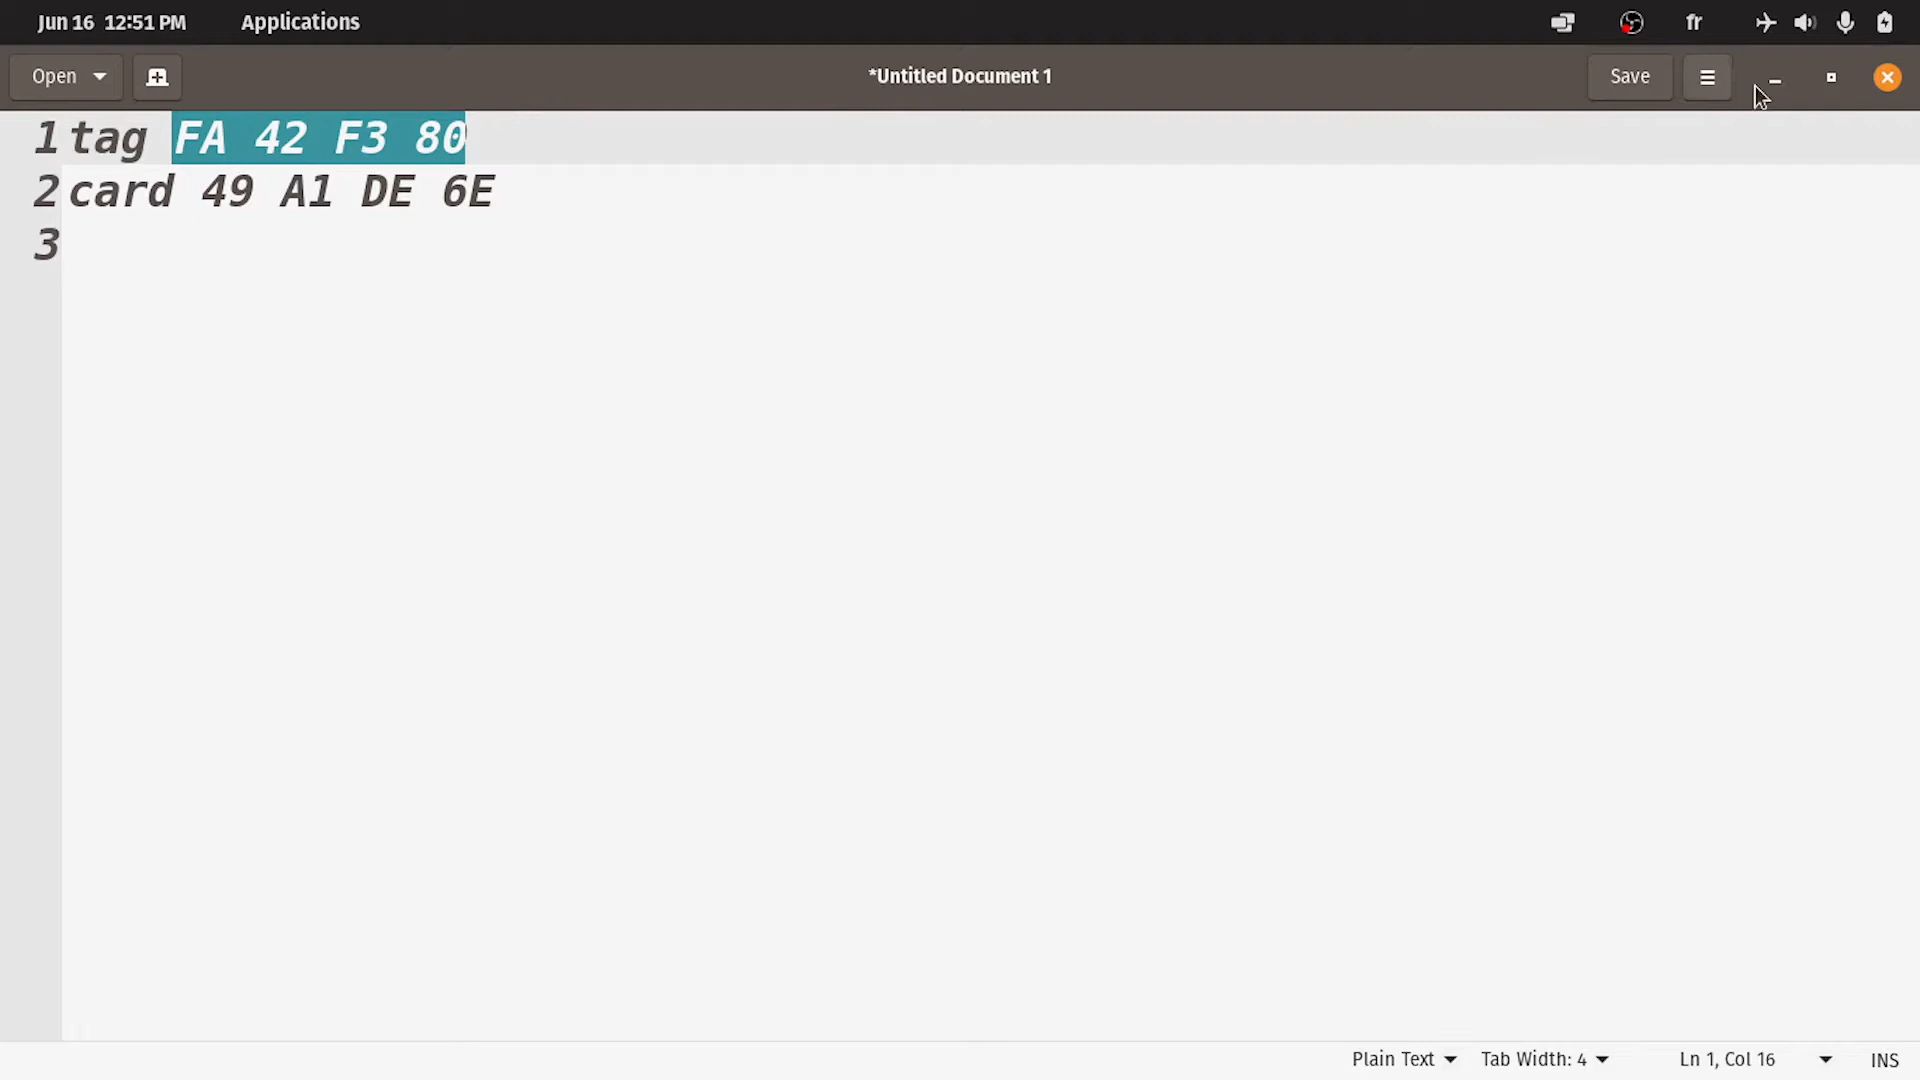 Jun 16 12:51 PM Applications fr
Open *Untitled Document 1 Save
1 tag FA 42 F3 80
2 card 49 A1 DE 6E
3
Plain Text Tab Width: 4 Ln 1, Col 16 INS